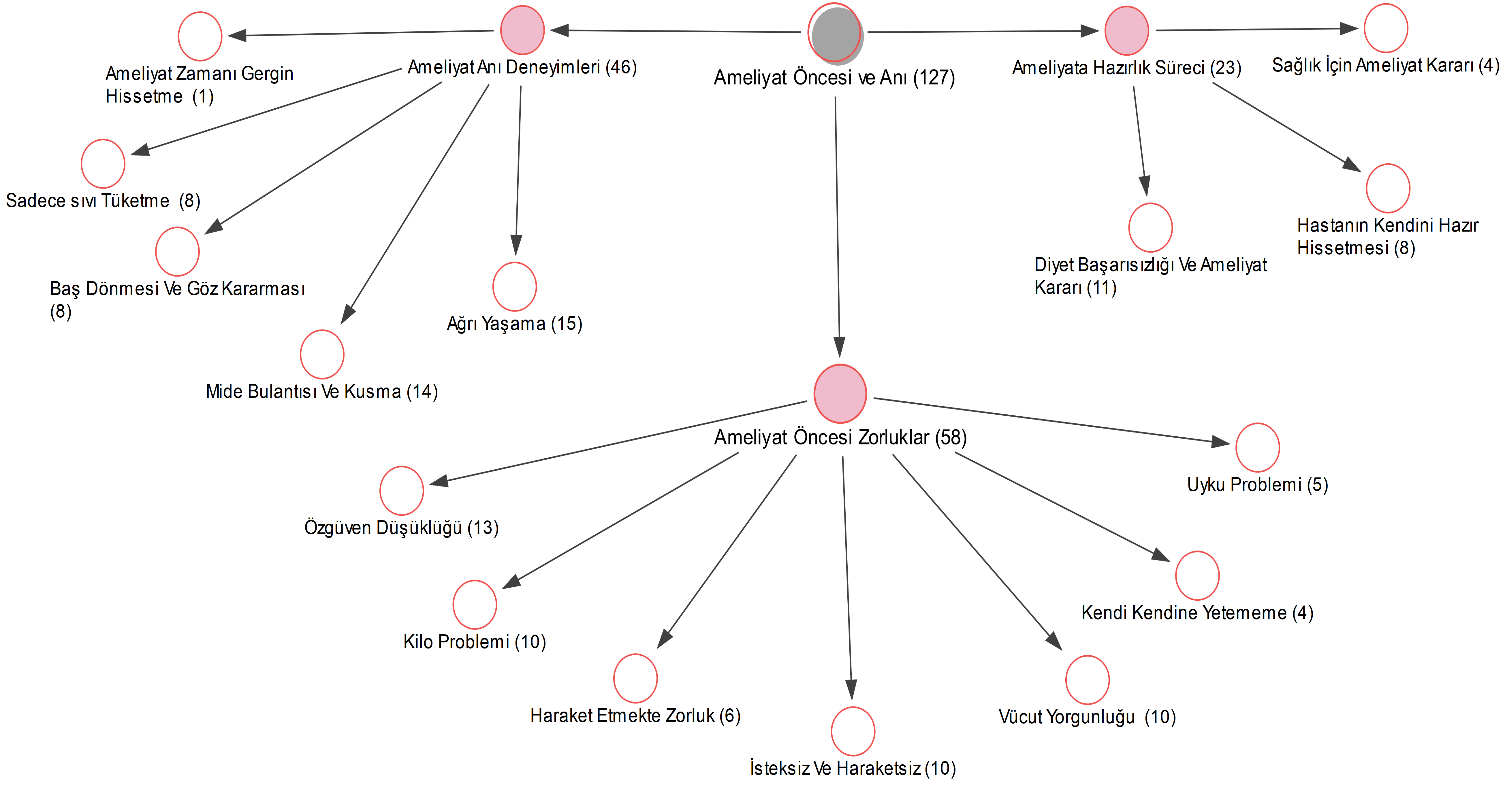 Ameliyat Öncesi ve Anı (127)
Ameliyat Anı Deneyimleri (46)
Ameliyat Zamanı Gergin
Hissetme (1)
Sadece sıvı Tüketme (8)
Baş Dönmesi Ve Göz Kararması
(8)
Mide Bulantısı Ve Kusma (14)
Ağrı Yaşama (15)
Ameliyata Hazırlık Süreci (23)
Sağlık İçin Ameliyat Kararı (4)
Hastanın Kendini Hazır
Hissetmesi (8)
Diyet Başarısızlığı Ve Ameliyat
Kararı (11)
Ameliyat Öncesi Zorluklar (58)
Özgüven Düşüklüğü (13)
Kilo Problemi (10)
Haraket Etmekte Zorluk (6)
İsteksiz Ve Haraketsiz (10)
Vücut Yorgunluğu (10)
Kendi Kendine Yetememe (4)
Uyku Problemi (5)